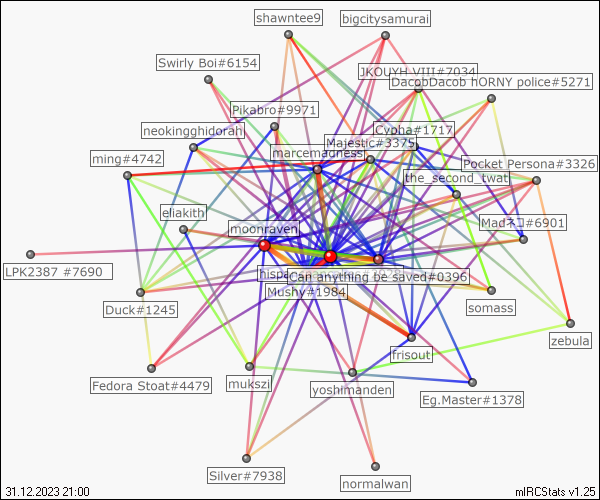 shawntee9
bigcitysamurai
Swirly Boi#6154
JKOUYH VIII#7034
DacobDacob hORNY police#5271
Pikabro#9971
neokingghidorah
Cypha#1717
Majestic#3375
marcemadness
ming#4742
Pocket Persona#3326
the_second_twat
eliakith
moonraven
Madネコ#6901
LPK2387 #7690
hispe
Can anything be saved#0396
Mushy#1984
Duck#1245
somass
zebula
frisout
Fedora Stoat#4479
mukszi
yoshimanden
Eg.Master#1378
Silver#7938
normalwan
31.12.2023 21:00
mIRCStats v1.25